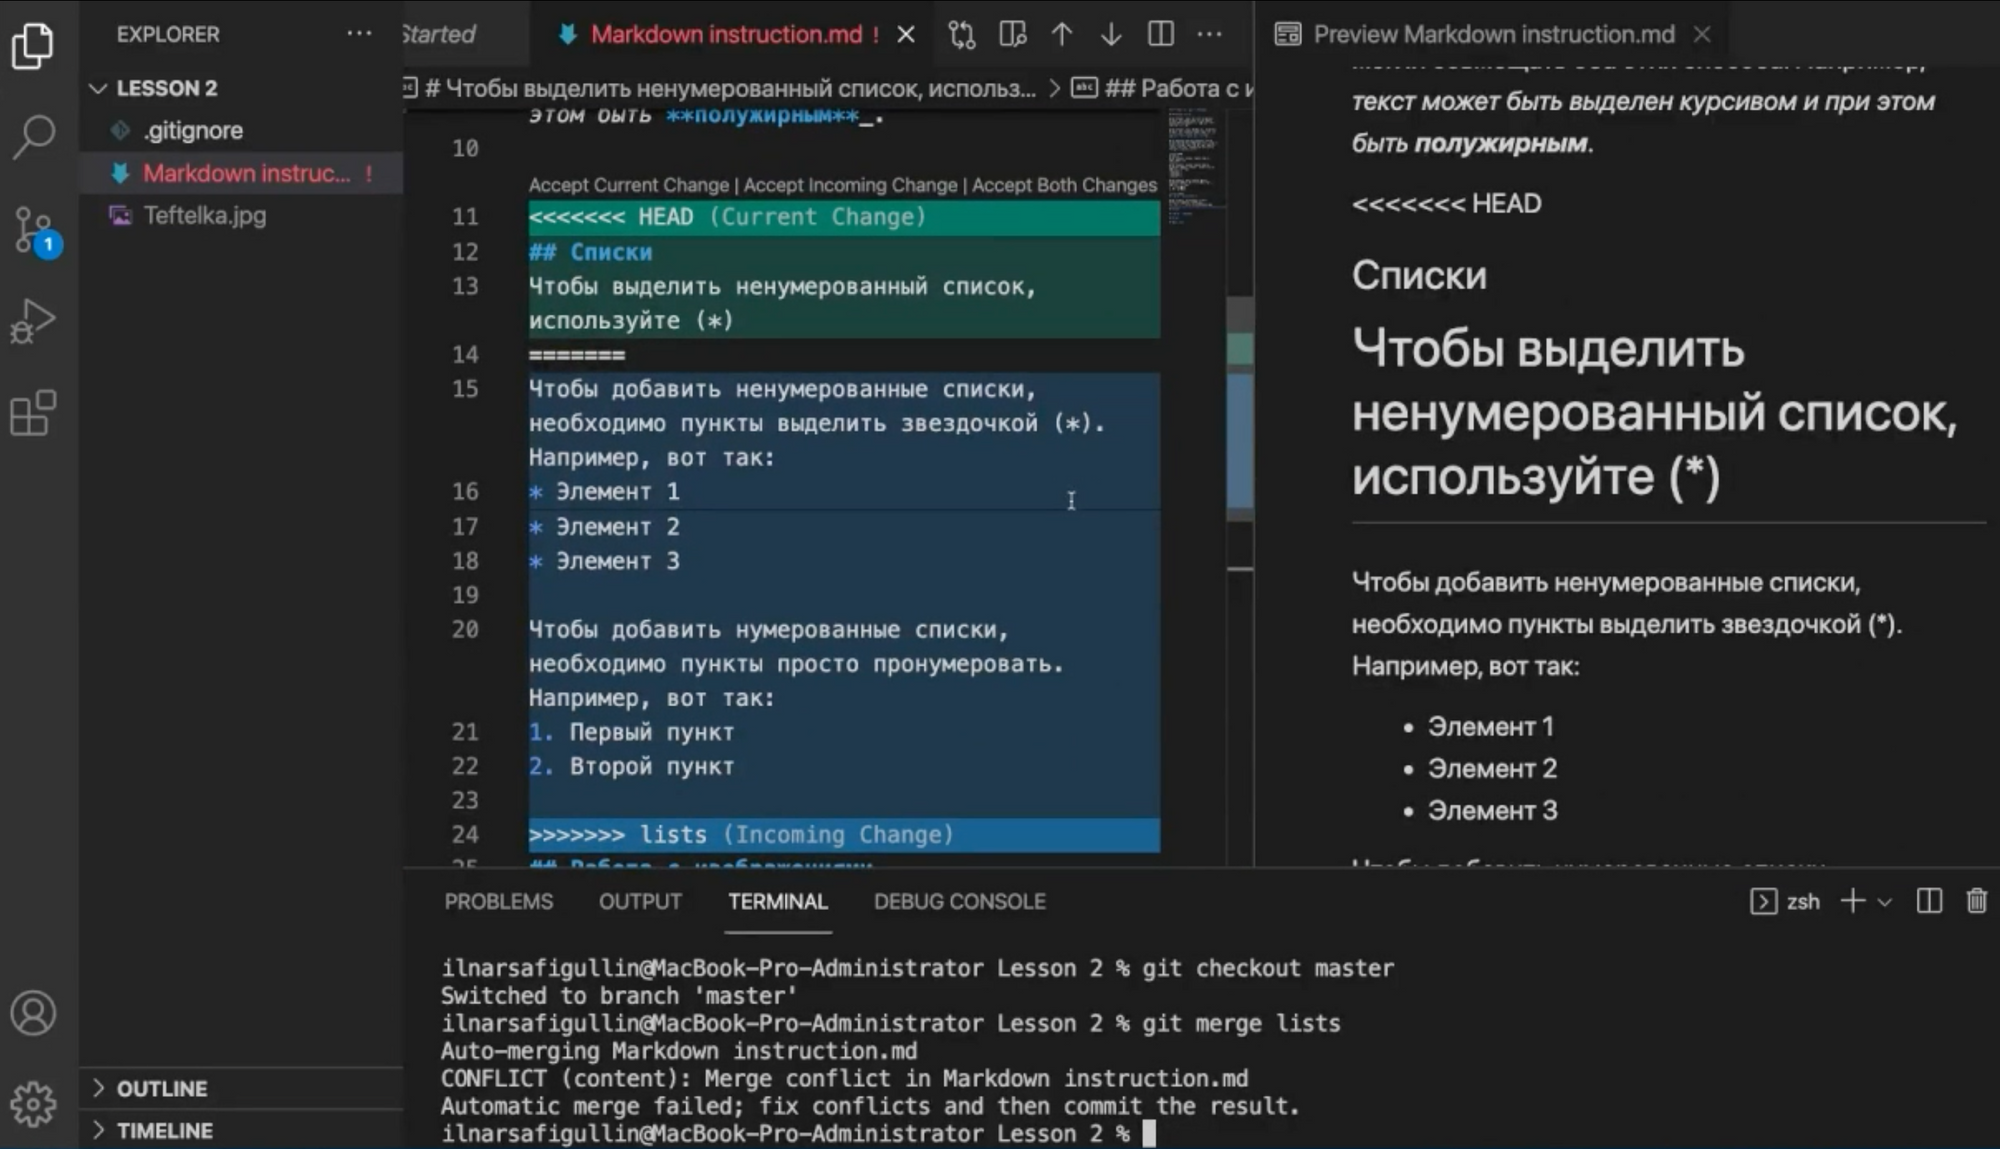 EXPLORER
LESSON 2
.gitignore
Markdown instruc... !
Teftelka.jpg
1
OUTLINE
TIMELINE
Started
Markdown instruction.md !
# Чтобы выделить ненумерованный список, использ... > ## Работа с и
этом быть **полужирным**_.
10
Accept Current Change | Accept Incoming Change | Accept Both Changes
11 <<<<<<< HEAD (Current Change)
12 ## Списки
13 Чтобы выделить ненумерованный список,
используйте (*)
14 =======
15 Чтобы добавить ненумерованные списки,
необходимо пункты выделить звездочкой (*).
Например, вот так:
16 * Элемент 1
17 * Элемент 2
18 * Элемент 3
19
20 Чтобы добавить нумерованные списки,
необходимо пункты просто пронумеровать.
Например, вот так:
21 1. Первый пункт
22 2. Второй пункт
23
24 >>>>>>> lists (Incoming Change)
25 ## Работа с изображениями
Preview Markdown instruction.md
текст может быть выделен курсивом и при этом
быть полужирным.
<<<<<<< HEAD
Списки
Чтобы выделить
ненумерованный список,
используйте (*)
Чтобы добавить ненумерованные списки,
необходимо пункты выделить звездочкой (*).
Например, вот так:
• Элемент 1
• Элемент 2
• Элемент 3
Чтобы добавить нумерованные списки,
PROBLEMS OUTPUT TERMINAL DEBUG CONSOLE
zsh
ilnarsafigullin@MacBook-Pro-Administrator Lesson 2 % git checkout master
Switched to branch 'master'
ilnarsafigullin@MacBook-Pro-Administrator Lesson 2 % git merge lists
Auto-merging Markdown instruction.md
CONFLICT (content): Merge conflict in Markdown instruction.md
Automatic merge failed; fix conflicts and then commit the result.
ilnarsafigullin@MacBook-Pro-Administrator Lesson 2 %